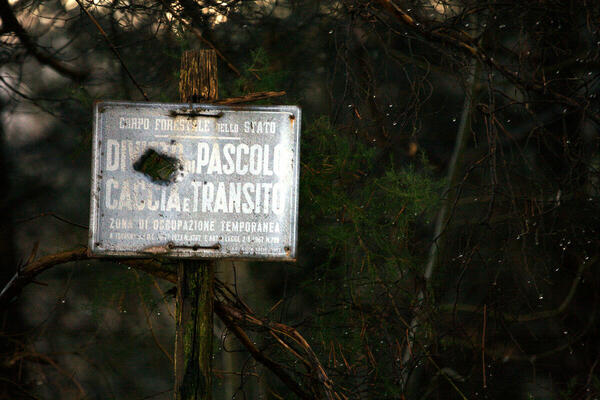 CORPO FORESTALE DELLO STATO
DIVIETO DI PASCOLO
CACCIA E TRANSITO
ZONA DI OCCUPAZIONE TEMPORANEA